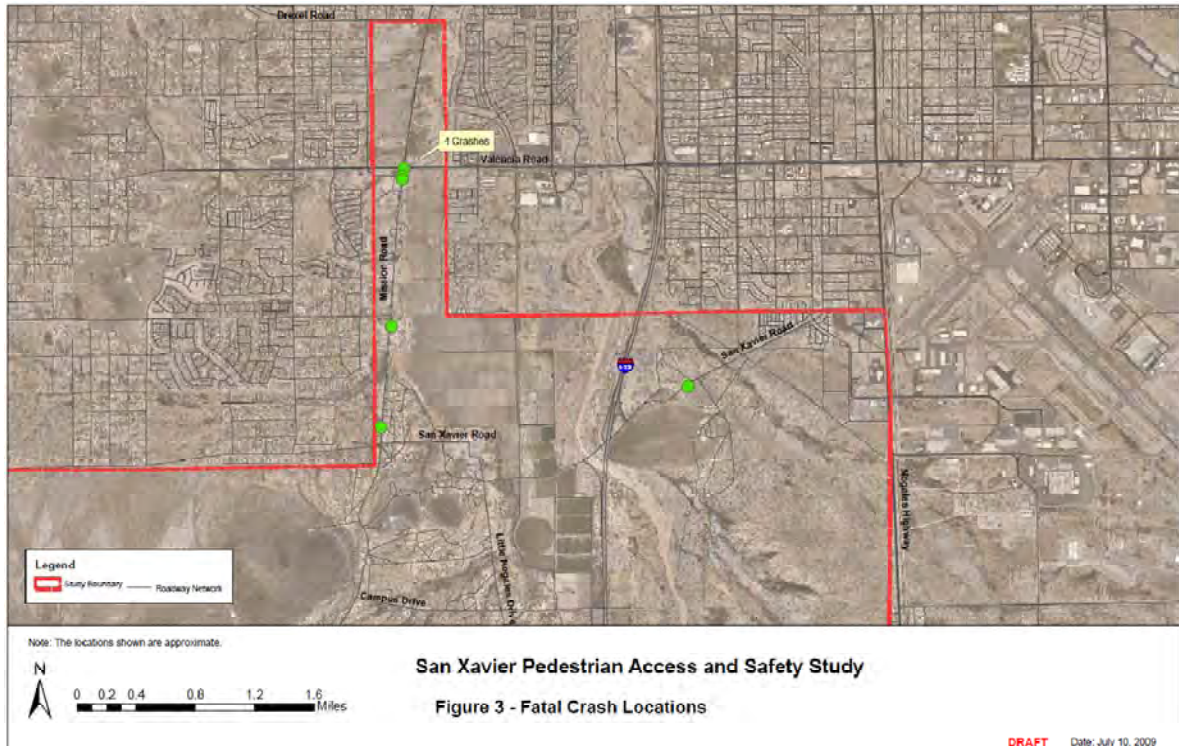 Drexel Road
4 Crashes
Valencia Road
Mission Road
San Xavier Road
I-19
San Xavier Road
Nogales Highway
Little Nogales Drive
Campus Drive
Legend
Study Boundary
Roadway Network
Note: The locations shown are approximate.
N
0 0.2 0.4 0.8 1.2 1.6
Miles
San Xavier Pedestrian Access and Safety Study
Figure 3 - Fatal Crash Locations
DRAFT Date: July 10, 2009